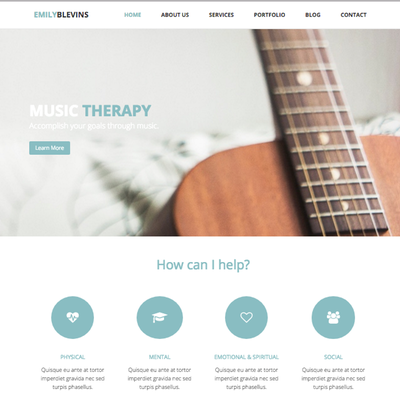 EMILYBLEVINS
HOME
ABOUT US
SERVICES
PORTFOLIO
BLOG
CONTACT
MUSIC THERAPY
Accomplish your goals through music.
Learn More
How can I help?
PHYSICAL
Quisque eu ante at tortor
imperdiet gravida nec sed
turpis phasellus.
MENTAL
Quisque eu ante at tortor
imperdiet gravida nec sed
turpis phasellus.
EMOTIONAL & SPIRITUAL
Quisque eu ante at tortor
imperdiet gravida nec sed
turpis phasellus.
SOCIAL
Quisque eu ante at tortor
imperdiet gravida nec sed
turpis phasellus.